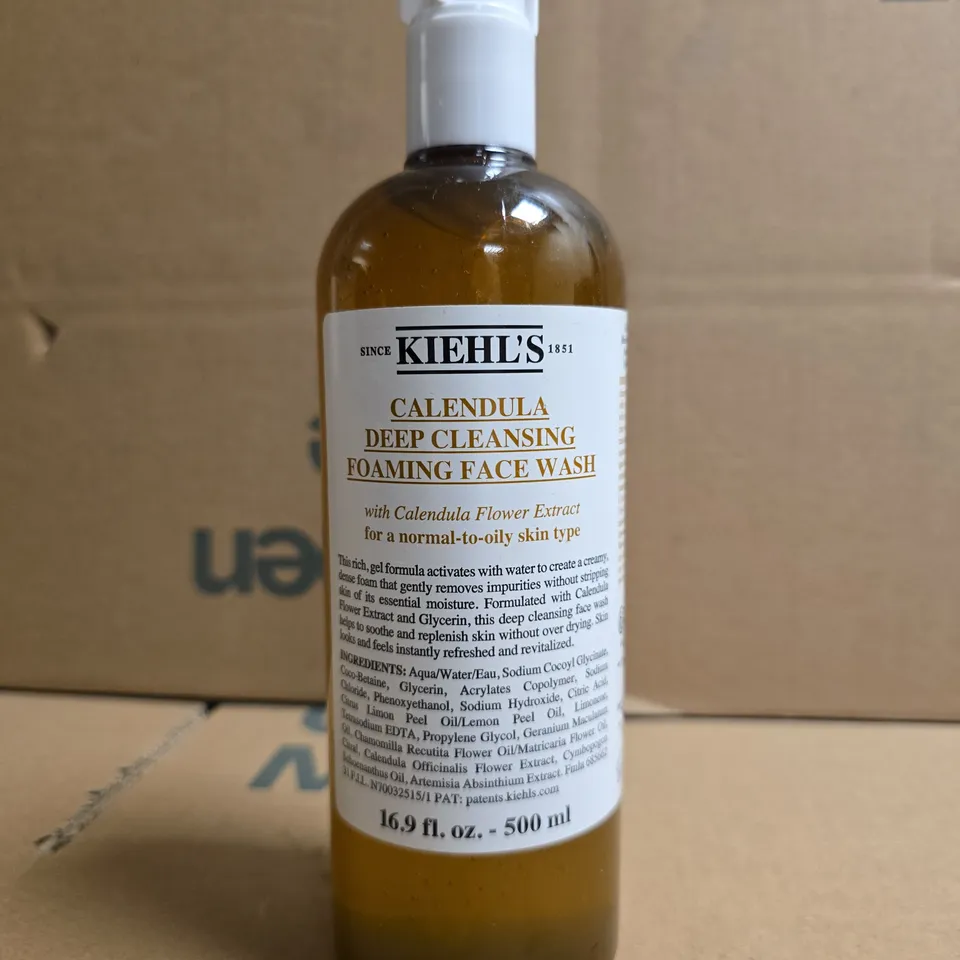 SINCE KIEHL'S 1851
CALENDULA
DEEP CLEANSING
FOAMING FACE WASH
with Calendula Flower Extract
for a normal-to-oily skin type
This rich, gel formula activates with water to create a creamy,
dense foam that gently removes impurities without stripping
skin of its essential moisture. Formulated with Calendula
Flower Extract and Glycerin, this deep cleansing face wash
helps to soothe and replenish skin without over drying. Skin
looks and feels instantly refreshed and revitalized.
INGREDIENTS: Aqua/Water/Eau, Sodium Cocoyl Glycinate,
Coco-Betaine, Glycerin, Acrylates Copolymer, Sodium
Chloride, Phenoxyethanol, Sodium Hydroxide, Citric Acid,
Citrus Limon Peel Oil/Lemon Peel Oil, Limonene,
Tetrasodium EDTA, Propylene Glycol, Geranium Maculatum
Oil, Chamomilla Recutita Flower Oil/Matricaria Flower Oil,
Citral, Calendula Officinalis Flower Extract, Cymbopogon
Schoenanthus Oil, Artemisia Absinthium Extract. Fmla 685662
F.I.L. N70032515/1 PAT: patents.kiehls.com
16.9 fl. oz. - 500 ml